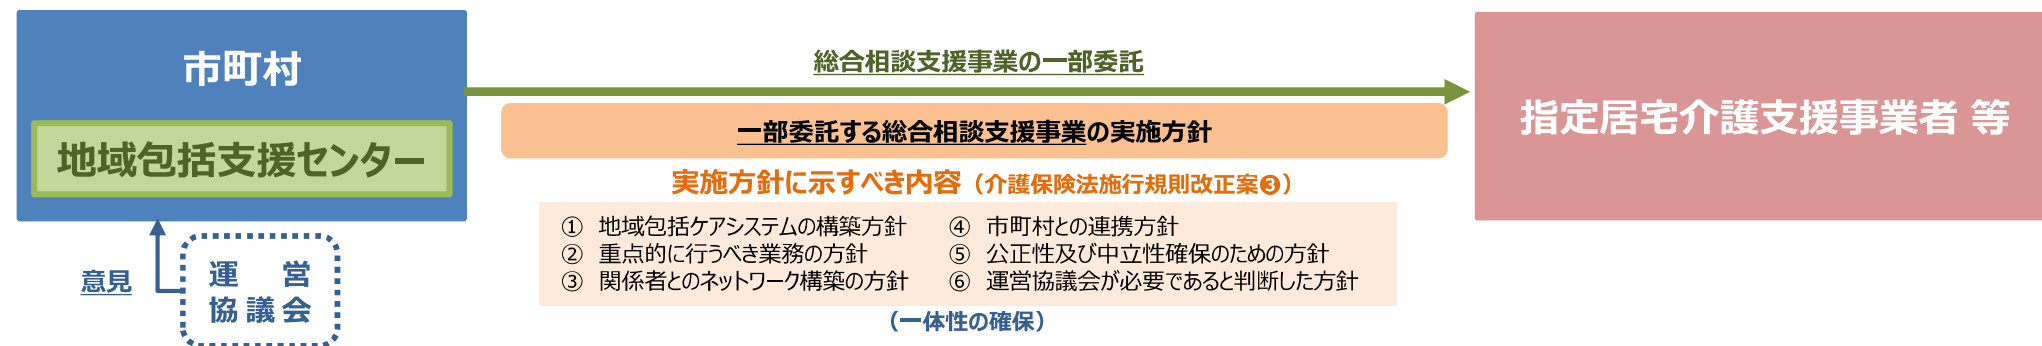 市町村
地域包括支援センター
意見
運　営
協議会
総合相談支援事業の一部委託
一部委託する総合相談支援事業の実施方針
実施方針に示すべき内容（介護保険法施行規則改正案❸）
① 地域包括ケアシステムの構築方針
② 重点的に行うべき業務の方針
③ 関係者とのネットワーク構築の方針
④ 市町村との連携方針
⑤ 公正性及び中立性確保のための方針
⑥ 運営協議会が必要であると判断した方針
（一体性の確保）
指定居宅介護支援事業者 等